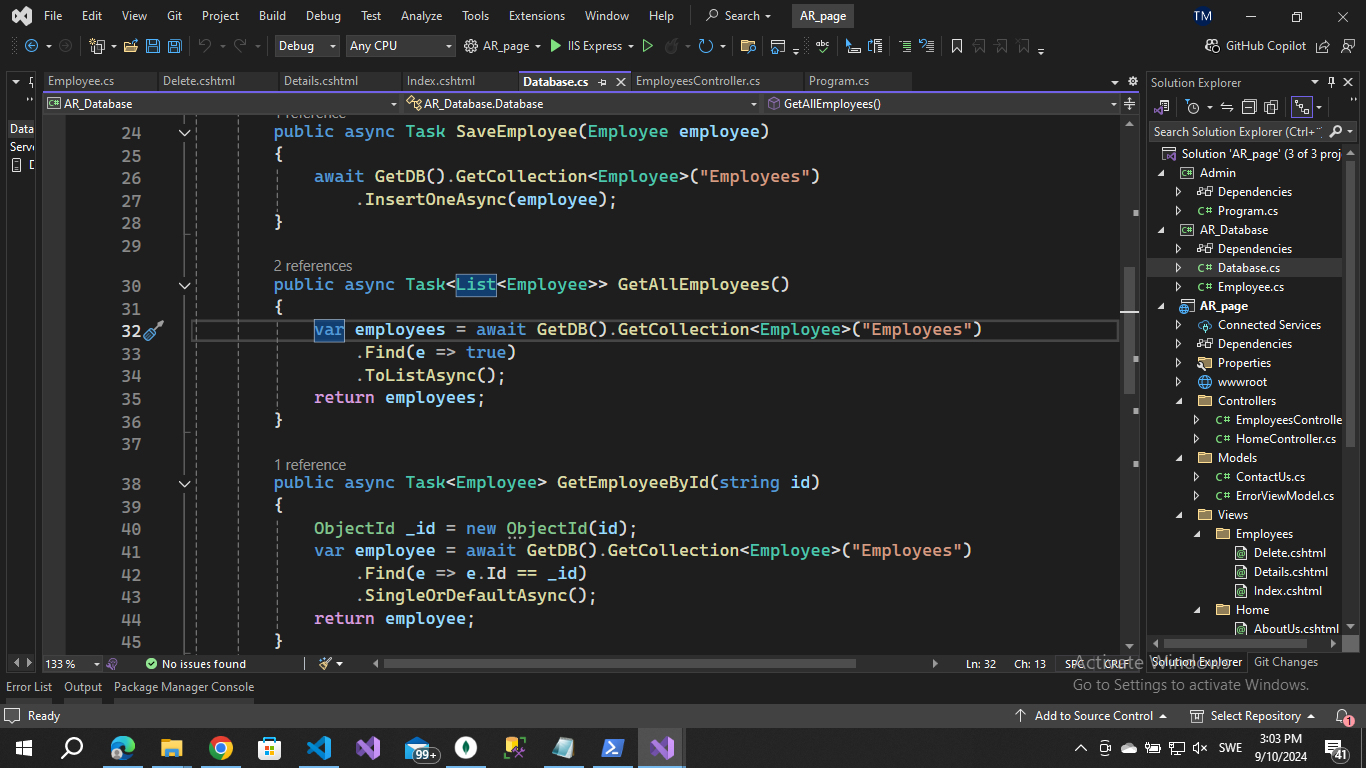 File Edit View Git Project Build Debug Test Analyze Tools Extensions Window Help Search AR_page TM
Debug Any CPU AR_page IIS Express GitHub Copilot
Employee.cs Delete.cshtml Details.cshtml Index.cshtml Database.cs EmployeesController.cs Program.cs
AR_Database AR_Database.Database GetAllEmployees()
24 public async Task SaveEmployee(Employee employee)
25 {
26 await GetDB().GetCollection<Employee>("Employees")
27 .InsertOneAsync(employee);
28 }
29
2 references
30 public async Task<List<Employee>> GetAllEmployees()
31 {
32 var employees = await GetDB().GetCollection<Employee>("Employees")
33 .Find(e => true)
34 .ToListAsync();
35 return employees;
36 }
37
1 reference
38 public async Task<Employee> GetEmployeeById(string id)
39 {
40 ObjectId _id = new ObjectId(id);
41 var employee = await GetDB().GetCollection<Employee>("Employees")
42 .Find(e => e.Id == _id)
43 .SingleOrDefaultAsync();
44 return employee;
45 }
133 % No issues found Ln: 32 Ch: 13 SPC CRLF
Data
Serv
Solution Explorer
Search Solution Explorer (Ctrl+
Solution 'AR_page' (3 of 3 proj
Admin
Dependencies
C# Program.cs
AR_Database
Dependencies
C# Database.cs
C# Employee.cs
AR_page
Connected Services
Dependencies
Properties
wwwroot
Controllers
C# EmployeesControlle
C# HomeController.cs
Models
C# ContactUs.cs
C# ErrorViewModel.cs
Views
Employees
Delete.cshtml
Details.cshtml
Index.cshtml
Home
AboutUs.cshtml
Solution Explorer Git Changes
Activate Windows
Go to Settings to activate Windows.
Error List Output Package Manager Console
Ready Add to Source Control Select Repository 1
99+ SWE 3:03 PM
9/10/2024 41